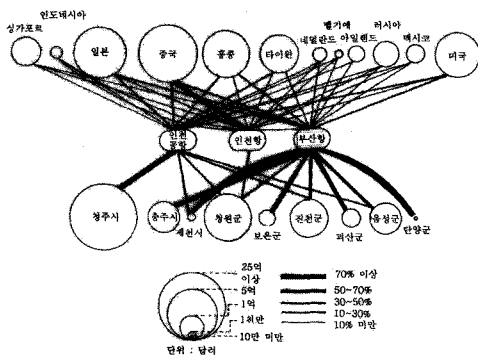 인도네시아
싱가포르
일본
중국
홍콩
타이완
네덜란드
벨기에
아일랜드
러시아
멕시코
미국
인천
공항
인천항
부산항
청주시
충주시
제천시
청원군
보은군
진천군
괴산군
음성군
단양군
25억
이상
5억
1억
10만 미만
단위 : 달러
70% 이상
50~70%
30~50%
10~30%
10% 미만